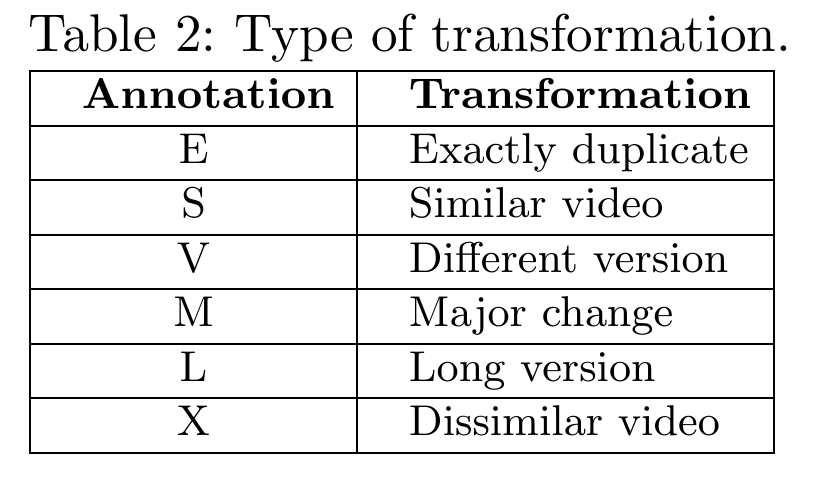 Table 2: Type of transformation.
Annotation Transformation
E Exactly duplicate
S Similar video
V Different version
M Major change
L Long version
X Dissimilar video